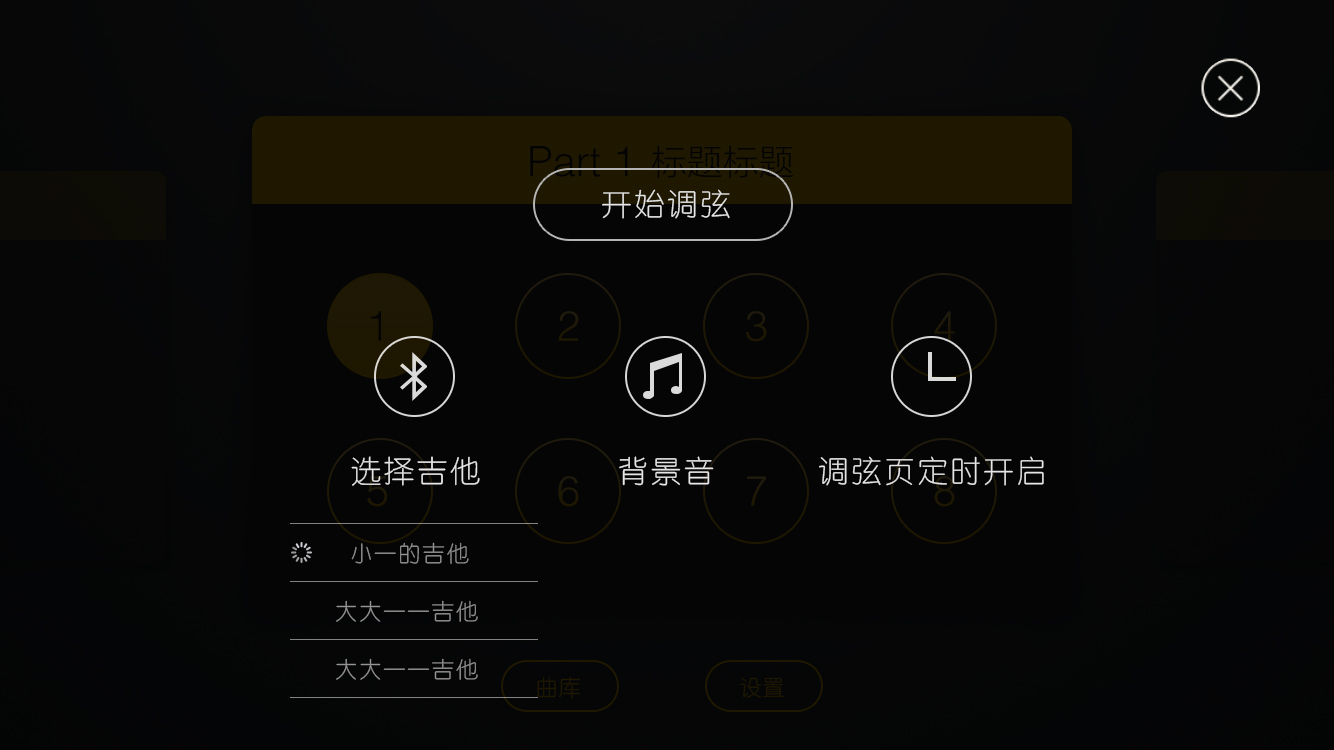 Part 1 标题标题
开始调弦
1
2
3
4
选择吉他
背景音
调弦页定时开启
5
6
7
8
小一的吉他
大大一一吉他
大大一一吉他
曲库
设置